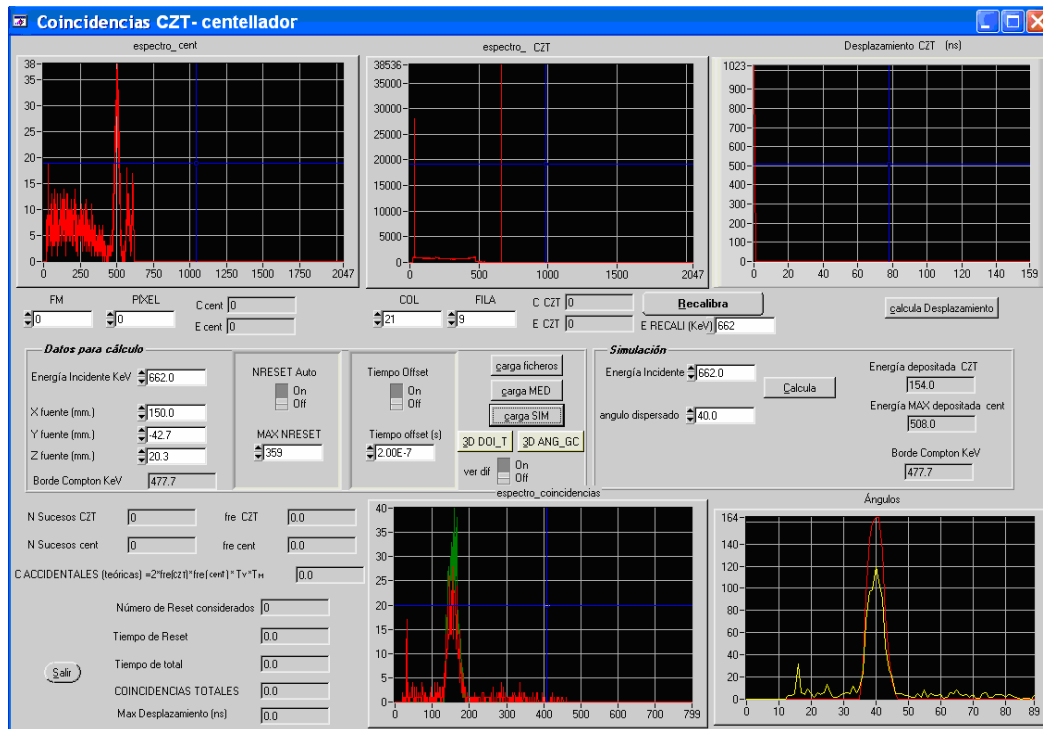 Coincidencias CZT- centellador
espectro_cent
espectro_ CZT
Desplazamiento CZT (ns)
38-
35-
30-
25-
20-
15-
10-
5-
0-
0 250 500 750 1000 1250 1500 1750 2047
38536-
35000-
30000-
25000-
20000-
15000-
10000-
5000-
0-
0 500 1000 1500 2047
1023-
900-
800-
700-
600-
500-
400-
300-
200-
100-
0-
0 20 40 60 80 100 120 140 159
FM
0
PIXEL
0
C cent 0
E cent 0
COL
21
FILA
9
C CZT 0
E CZT 0
Recalibra
E RECALI (KeV) 662
calcula Desplazamiento
Datos para cálculo
Energía Incidente KeV 662.0
X fuente (mm.) 150.0
Y fuente (mm.) -42.7
Z fuente (mm.) 20.3
Borde Compton KeV 477.7
NRESET Auto
On
Off
MAX NRESET
359
Tiempo Offset
On
Off
Tiempo offset (s)
2.00E-7
carga ficheros
carga MED
carga SIM
3D DOI_T 3D ANG_GC
ver dif On
Off
Simulación
Energía Incidente 662.0
angulo dispersado 40.0
Calcula
Energía depositada CZT
154.0
Energía MAX depositada cent
508.0
Borde Compton KeV
477.7
N Sucesos CZT 0 fre CZT 0.0
N Sucesos cent 0 fre cent 0.0
C ACCIDENTALES (teóricas) =2*fre(CZT)*fre(cent)*Tv*TH 0.0
Número de Reset considerados 0
Tiempo de Reset 0.0
Tiempo de total 0.0
COINCIDENCIAS TOTALES 0.0
Max Desplazamiento (ns) 0.0
Salir
espectro_coincidencias
40-
35-
30-
25-
20-
15-
10-
5-
0-
0 100 200 300 400 500 600 700 799
Ángulos
164-
140-
120-
100-
80-
60-
40-
20-
0-
0 10 20 30 40 50 60 70 80 89